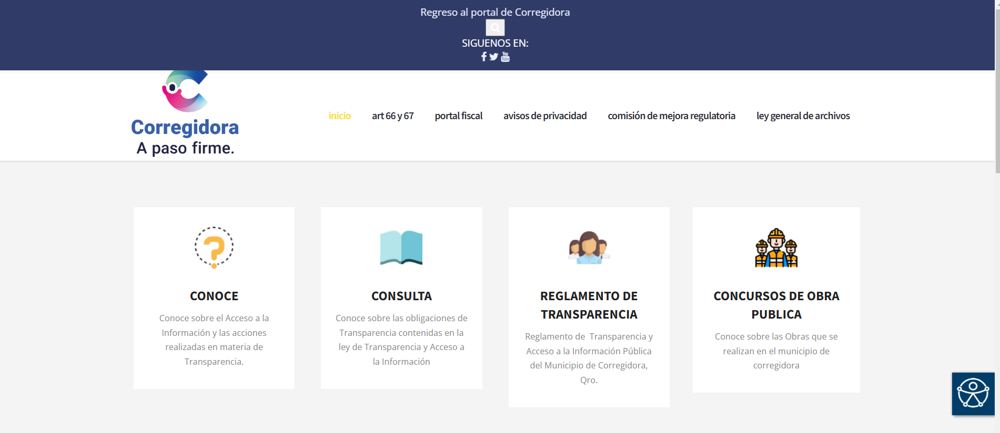 Regreso al portal de Corregidora
SIGUENOS EN:
You
Tube
Corregidora
A paso firme.
inicio
art 66 y 67
portal fiscal
avisos de privacidad
comisión de mejora regulatoria
ley general de archivos
CONOCE
Conoce sobre el Acceso a la
Información y las acciones
realizadas en materia de
Transparencia.
CONSULTA
Conoce sobre las obligaciones de
Transparencia contenidas en la
ley de Transparencia y Acceso a
la Información
REGLAMENTO DE
TRANSPARENCIA
Reglamento de  Transparencia y
Acceso a la Información Pública
del Municipio de Corregidora,
Qro.
CONCURSOS DE OBRA
PUBLICA
Conoce sobre las Obras que se
realizan en el municipio de
corregidora